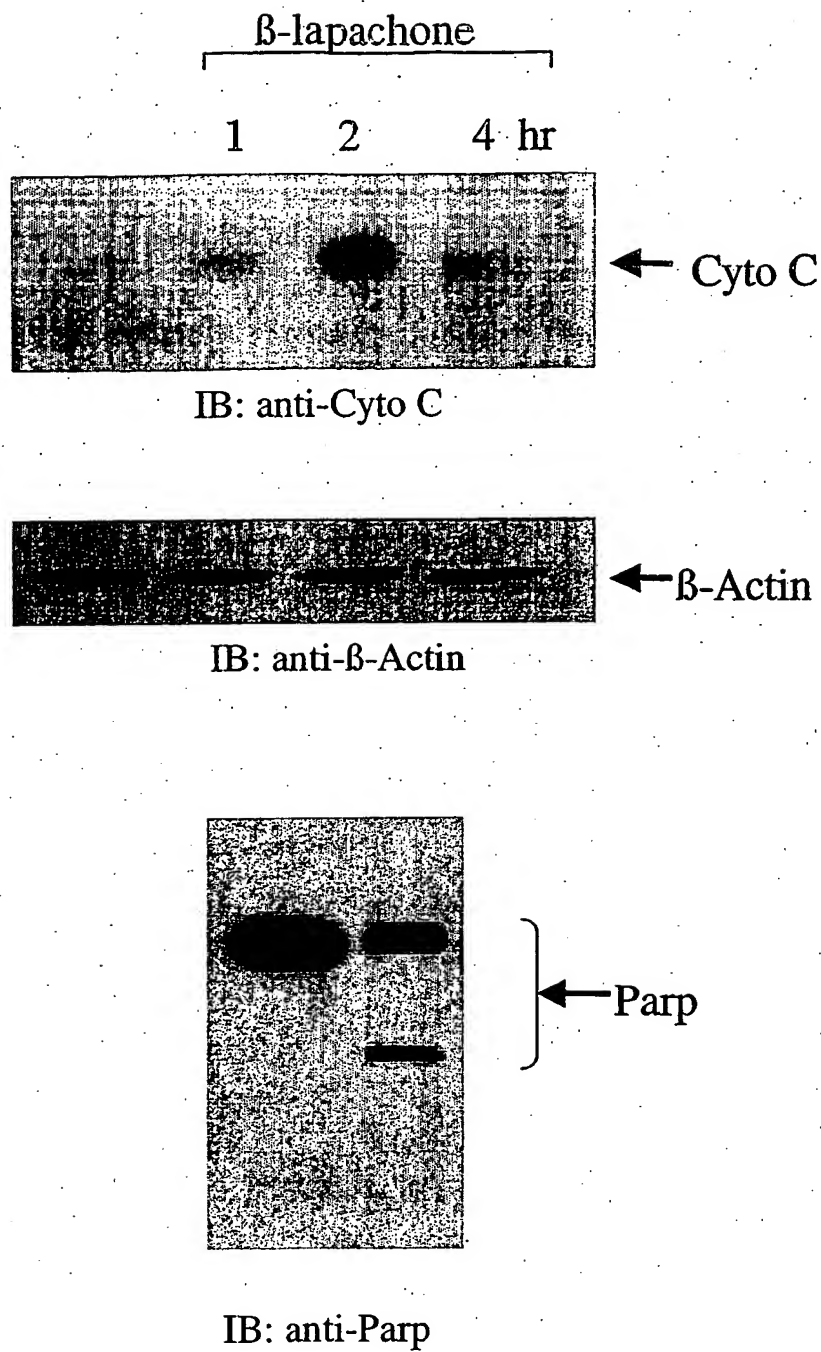 ß-lapachone
1 2 4 hr
Cyto C
IB: anti-Cyto C
ß-Actin
IB: anti-ß-Actin
Parp
IB: anti-Parp